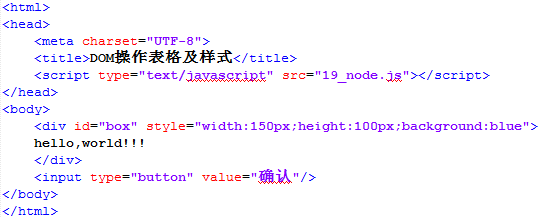 <html>
<head>
    <meta charset="UTF-8">
    <title>DOM操作表格及样式</title>
    <script type="text/javascript" src="19_node.js"></script>
</head>
<body>
    <div id="box" style="width:150px;height:100px;background:blue">
    hello,world!!!
    </div>
    <input type="button" value="确认"/>
</body>
</html>